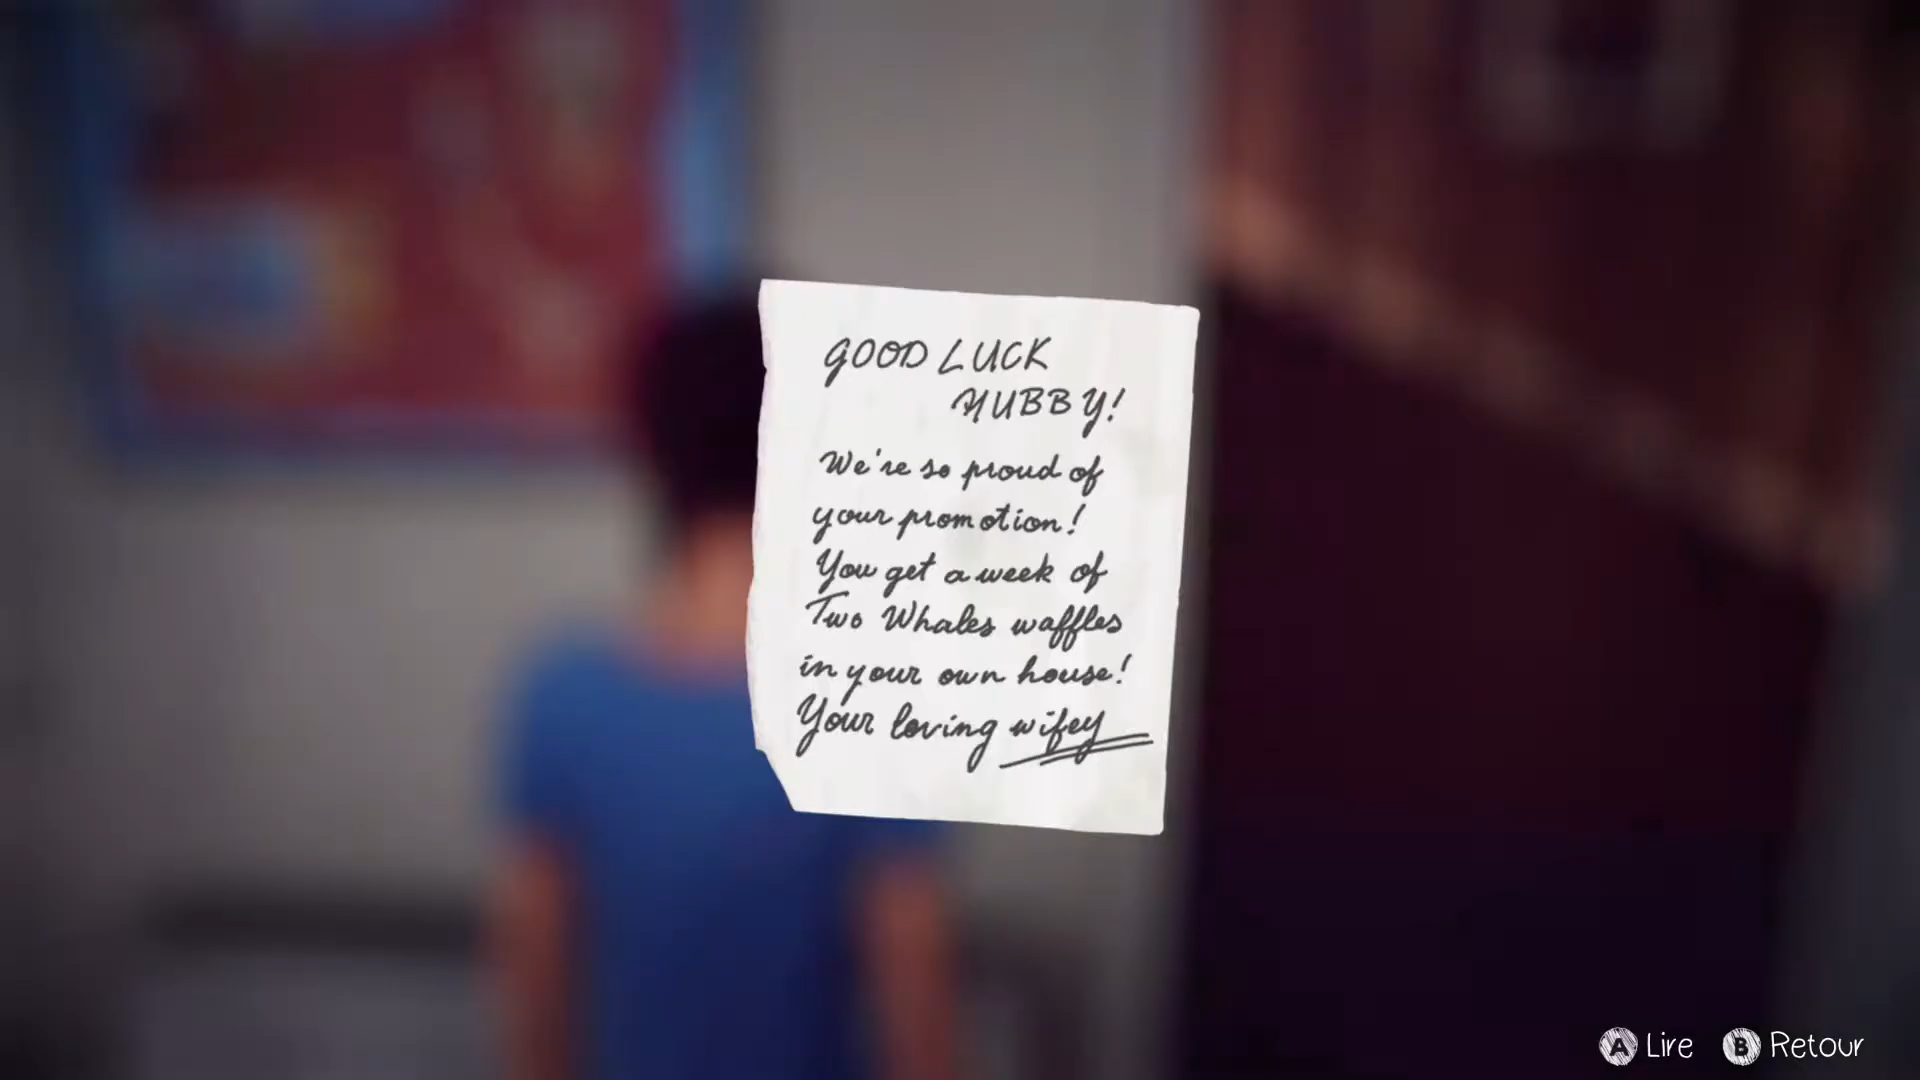 GOOD LUCK
HUBBY!
We're so proud of
your promotion!
You get a week of
Two Whales waffles
in your own house!
Your loving wifey
A Lire B Retour